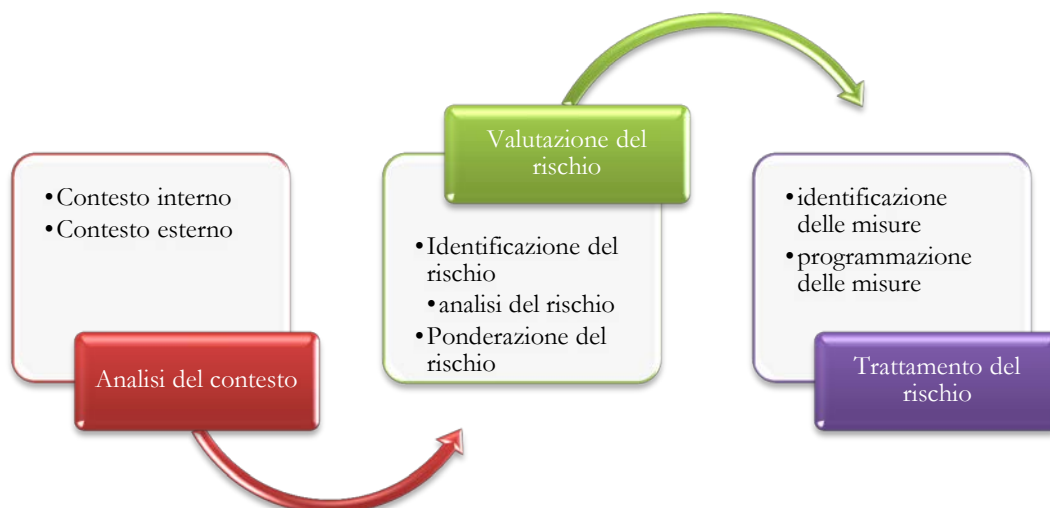 •Contesto interno
•Contesto esterno
Analisi del contesto
Valutazione del
rischio
•Identificazione del
rischio
•analisi del rischio
•Ponderazione del
rischio
•identificazione
delle misure
•programmazione
delle misure
Trattamento del
rischio